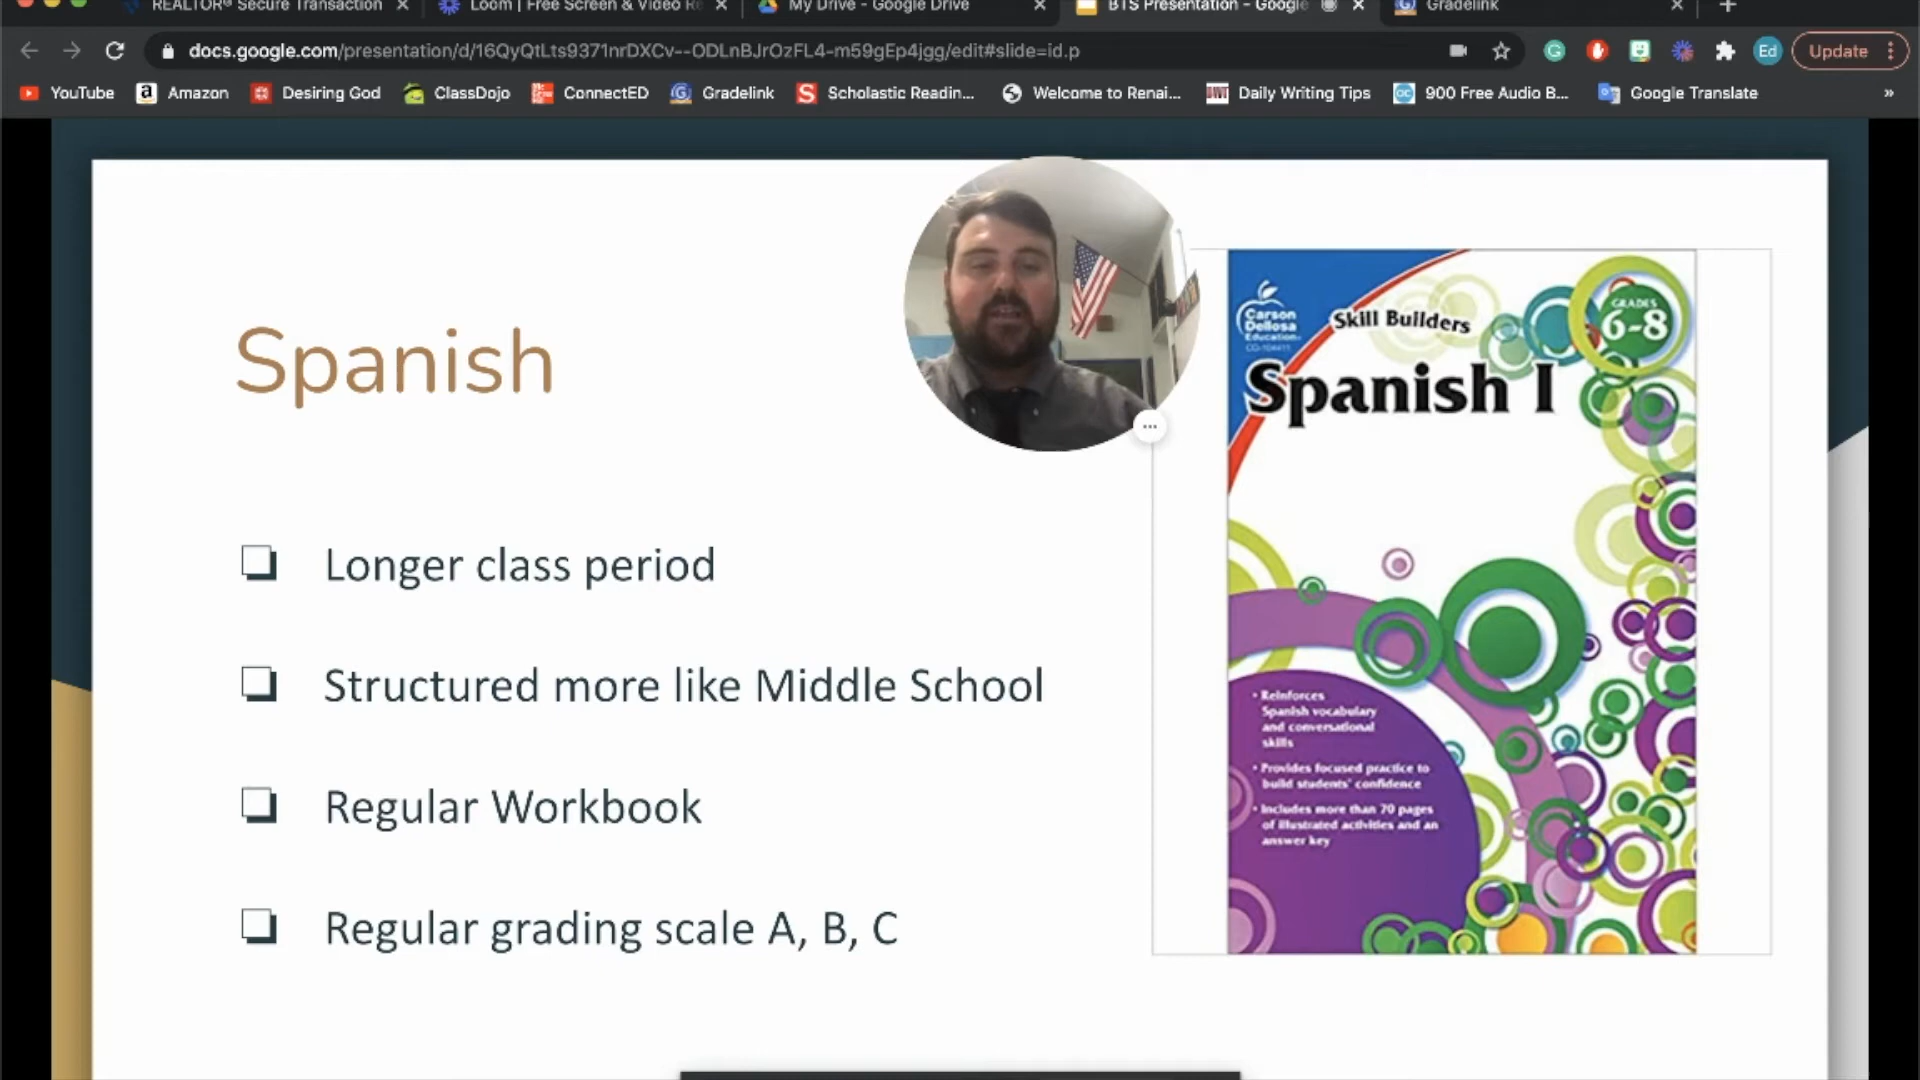 REALTOR® Secure Transaction
Loom | Free Screen & Video Re
My Drive - Google Drive
BTS Presentation - Google
Gradelink
docs.google.com/presentation/d/16QyQtLts9371nrDXCv--ODLnBJrOzFL4-m59gEp4jgg/edit#slide=id.p
Ed
Update
YouTube
Amazon
Desiring God
ClassDojo
ConnectED
Gradelink
Scholastic Readin...
Welcome to Renai...
Daily Writing Tips
900 Free Audio B...
Google Translate
»
Spanish
Longer class period
Structured more like Middle School
Regular Workbook
Regular grading scale A, B, C
Carson
Dellosa
Education
Skill Builders
GRADES
6-8
Spanish I
• Reinforces
Spanish vocabulary
and conversational
skills
• Provides focused practice to
build students' confidence
• Includes more than 70 pages
of illustrated activities and an
answer key